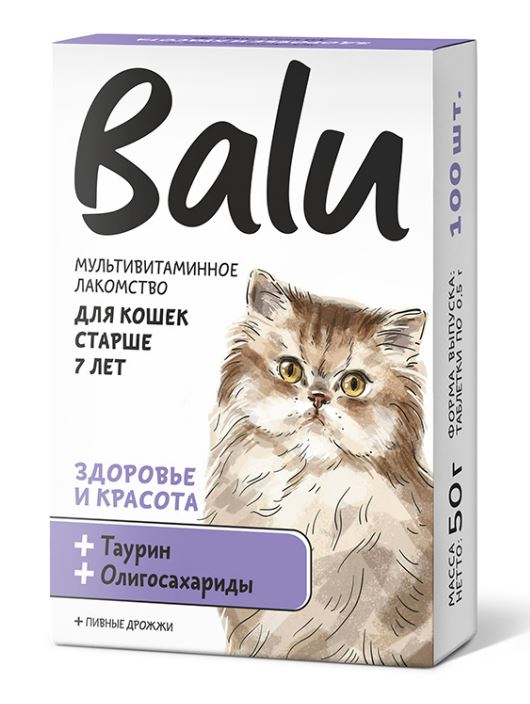 Balu
МУЛЬТИВИТАМИННОЕ
ЛАКОМСТВО
ДЛЯ КОШЕК
СТАРШЕ
7 ЛЕТ
ЗДОРОВЬЕ
И КРАСОТА
+ Таурин
+ Олигосахариды
+ ПИВНЫЕ ДРОЖЖИ
МАССА
НЕТТО: 50 г
ФОРМА ВЫПУСКА:
ТАБЛЕТКИ ПО 0,5 г
100 шт.